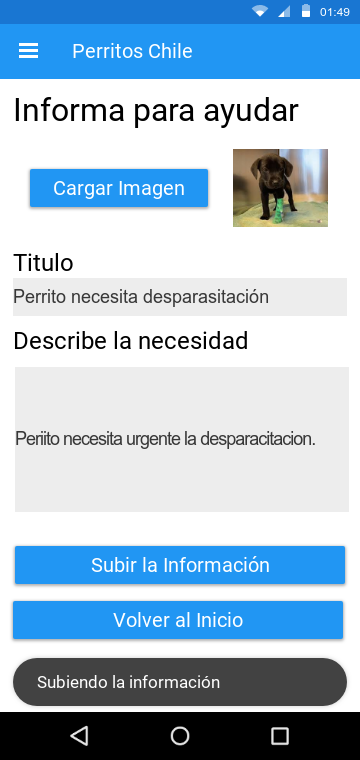 01:49
Perritos Chile
Informa para ayudar
Cargar Imagen
Titulo
Perrito necesita desparasitación
Describe la necesidad
Periito necesita urgente la desparacitacion.
Subir la Información
Volver al Inicio
Subiendo la información